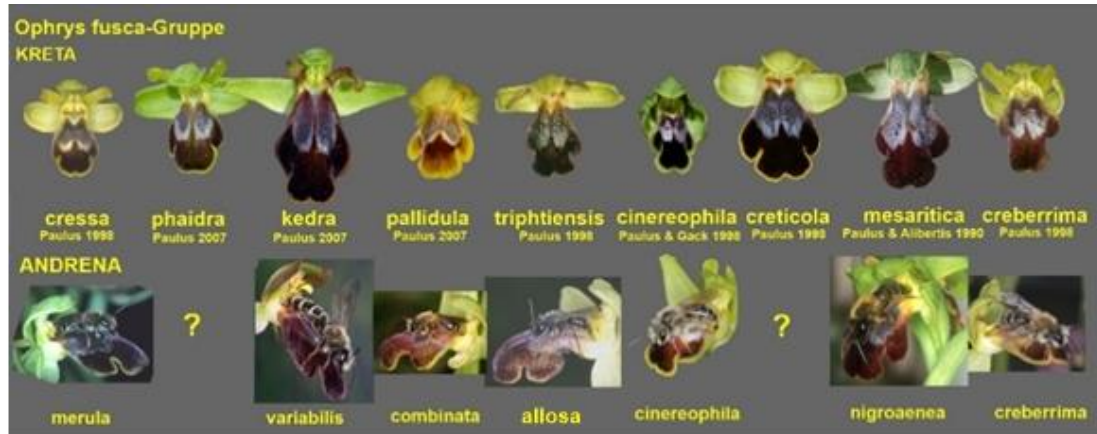 Ophrys fusca-Gruppe
KRETA
cressa phaidra kedra pallidula triphtiensis cinereophila creticola mesaritica creberrima
Paulus 1998 Paulus 2007 Paulus 2007 Paulus 2007 Paulus 1998 Paulus & Gack 1998 Paulus 1998 Paulus & Alibertis 1990 Paulus 1998
ANDRENA
? ?
merula variabilis combinata allosa cinereophila nigroaenea creberrima